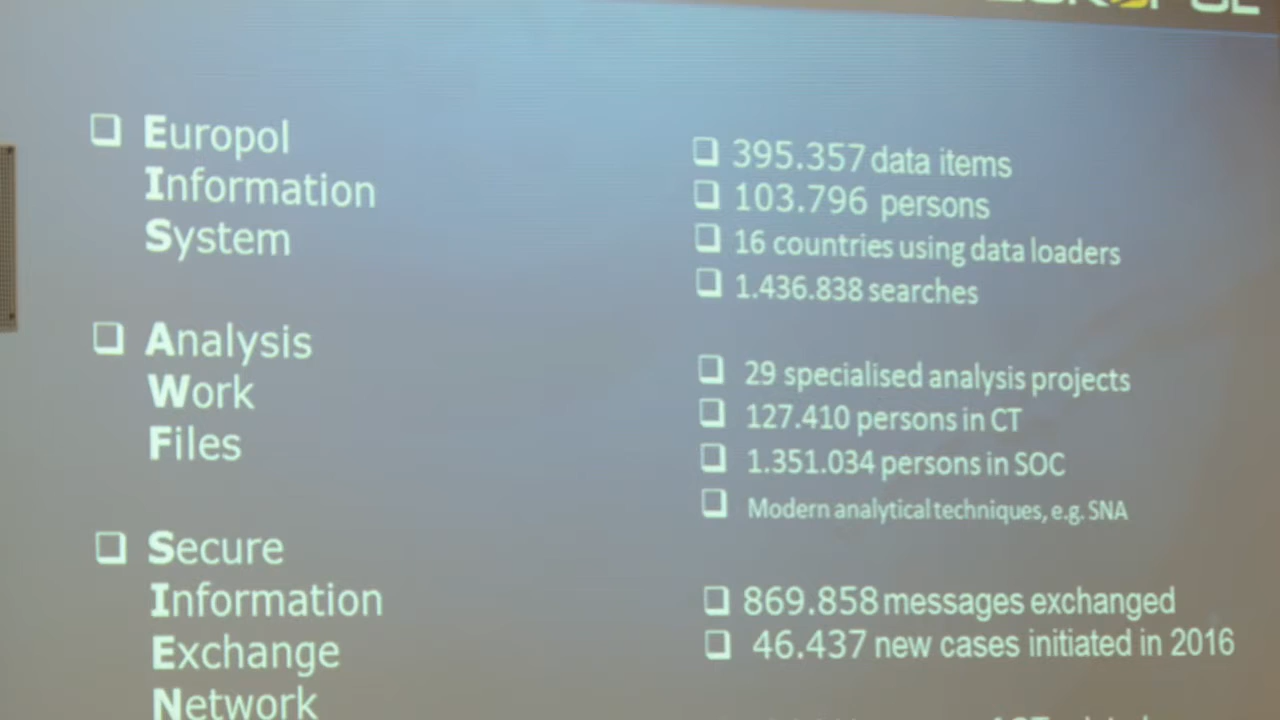 Europol
Information
System
395.357 data items
103.796 persons
16 countries using data loaders
1.436.838 searches
Analysis
Work
Files
29 specialised analysis projects
127.410 persons in CT
1.351.034 persons in SOC
Modern analytical techniques, e.g. SNA
Secure
Information
Exchange
Network
869.858 messages exchanged
46.437 new cases initiated in 2016